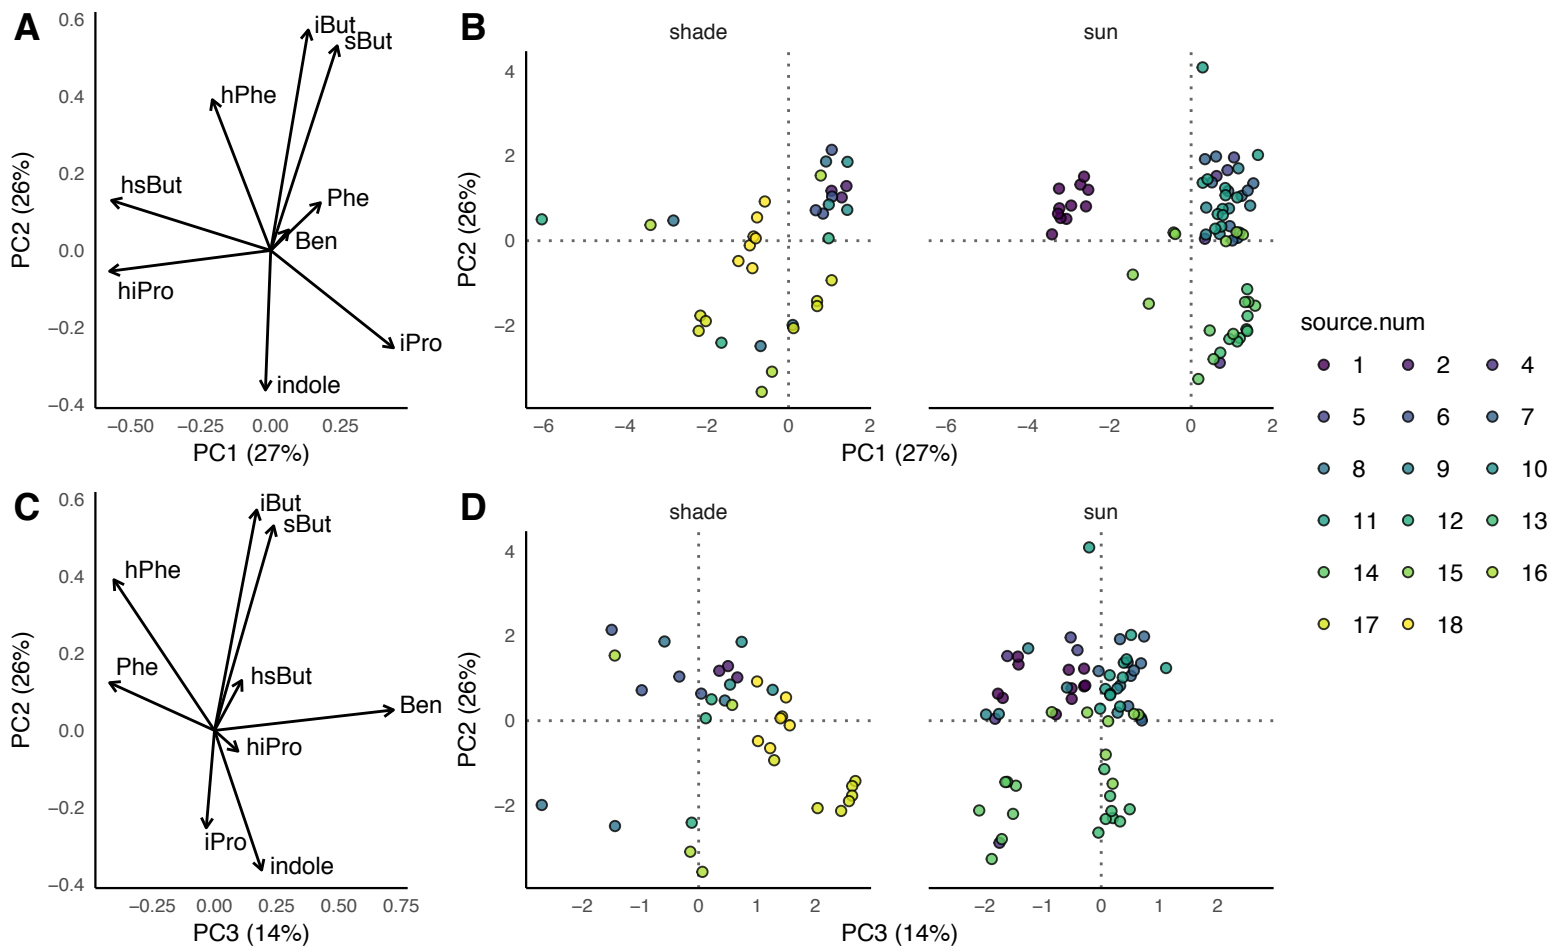 A
0.6
0.4
0.2
0.0
−0.2
−0.4
PC2 (26%)
iBut
sBut
hPhe
hsBut
Phe
Ben
hiPro
iPro
indole
−0.50 −0.25 0.00 0.25
PC1 (27%)
B
shade sun
4
2
0
−2
PC2 (26%)
−6 −4 −2 0 2 −6 −4 −2 0 2
PC1 (27%)
C
0.6
0.4
0.2
0.0
−0.2
−0.4
PC2 (26%)
iBut
sBut
hPhe
Phe
hsBut
Ben
hiPro
iPro
indole
−0.25 0.00 0.25 0.50 0.75
PC3 (14%)
D
shade sun
4
2
0
−2
PC2 (26%)
−2 −1 0 1 2 −2 −1 0 1 2
PC3 (14%)
source.num
1 2 4
5 6 7
8 9 10
11 12 13
14 15 16
17 18